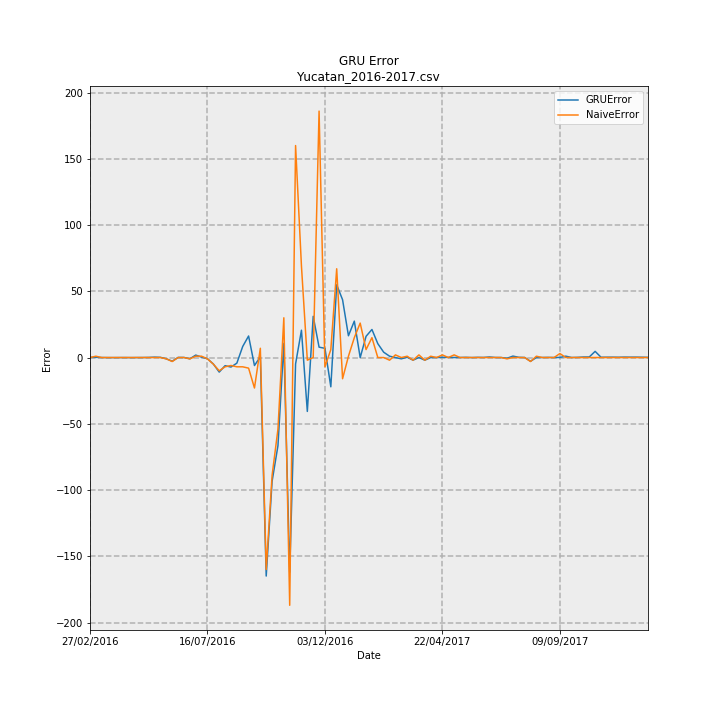 GRU Error
Yucatan_2016-2017.csv
GRUError
NaiveError
200
150
100
50
0
−50
−100
−150
−200
Error
27/02/2016
16/07/2016
03/12/2016
22/04/2017
09/09/2017
Date